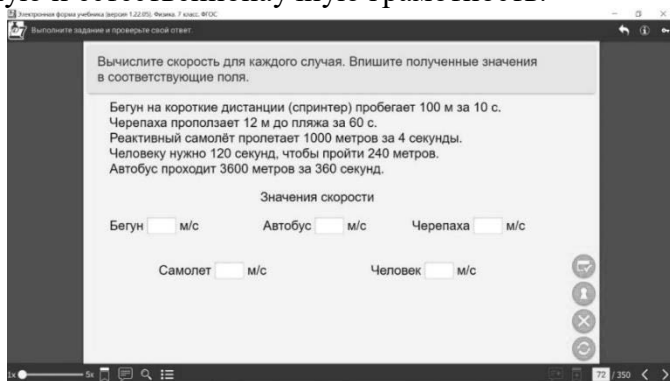 Электронная форма учебника (версия 1.22.05). Физика. 7 класс. ФГОС
Выполните задание и проверьте свой ответ.
Вычислите скорость для каждого случая. Впишите полученные значения
в соответствующие поля.
Бегун на короткие дистанции (спринтер) пробегает 100 м за 10 с.
Черепаха проползает 12 м до пляжа за 60 с.
Реактивный самолёт пролетает 1000 метров за 4 секунды.
Человеку нужно 120 секунд, чтобы пройти 240 метров.
Автобус проходит 3600 метров за 360 секунд.
Значения скорости
Бегун м/с Автобус м/с Черепаха м/с
Самолет м/с Человек м/с
1x 5x 72 / 350